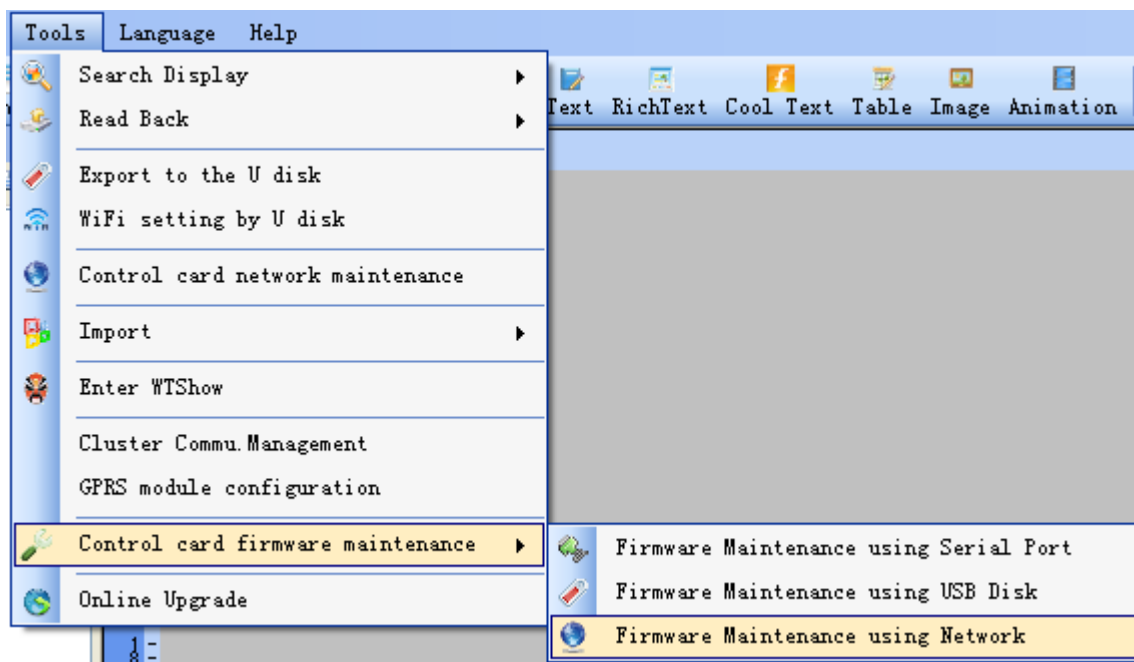 Tools Language Help
Search Display
Text RichText Cool Text Table Image Animation
Read Back
Export to the U disk
WiFi setting by U disk
Control card network maintenance
Import
Enter WTShow
Cluster Commu.Management
GPRS module configuration
Control card firmware maintenance
Firmware Maintenance using Serial Port
Online Upgrade
Firmware Maintenance using USB Disk
Firmware Maintenance using Network
1
8